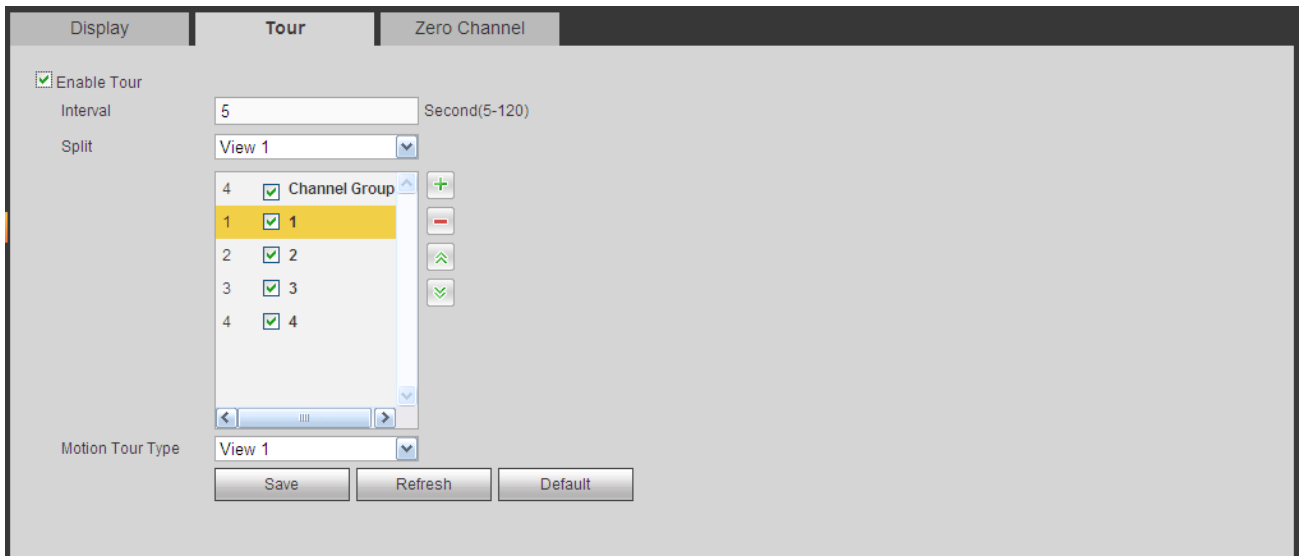 Display Tour Zero Channel
Enable Tour
Interval 5 Second(5-120)
Split View 1
4 Channel Group
1 1
2 2
3 3
4 4
Motion Tour Type View 1
Save Refresh Default